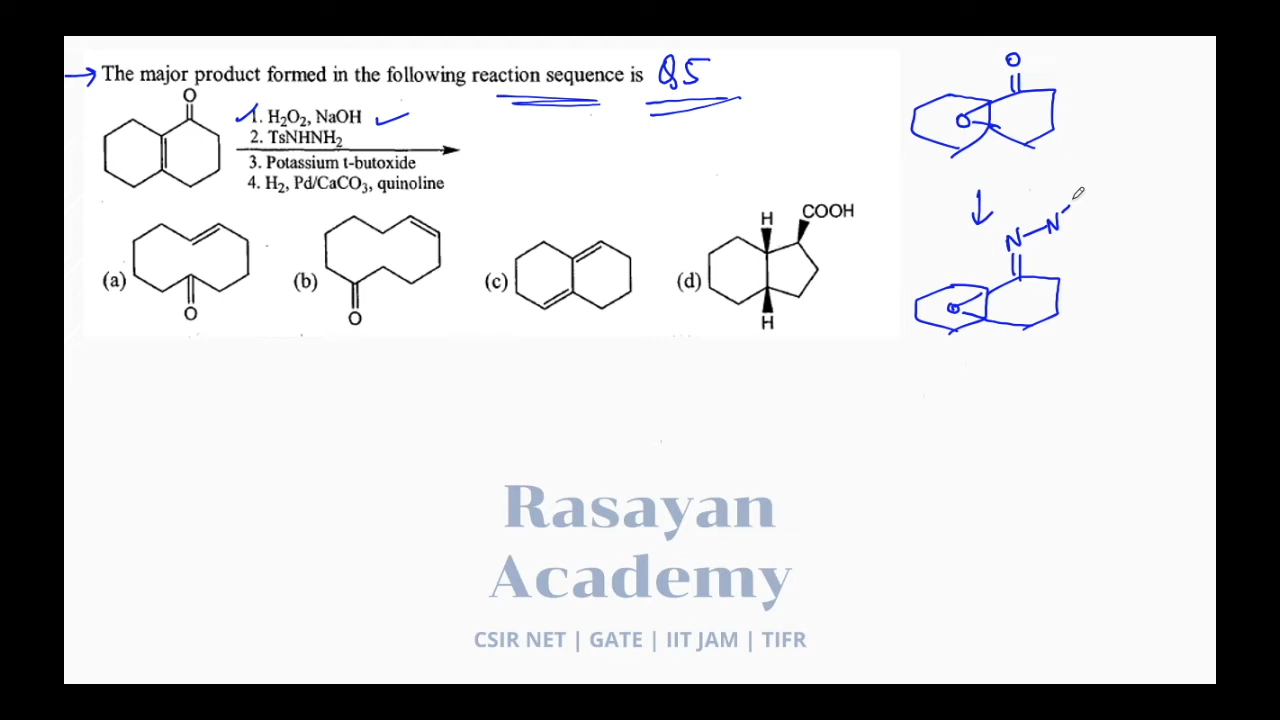 → The major product formed in the following reaction sequence is Q5
O
1. H₂O₂, NaOH ✓
2. TsNHNH₂
3. Potassium t-butoxide
4. H₂, Pd/CaCO₃, quinoline
(a)
O
(b)
O
(c)
(d)
H
COOH
H
O
O
N-N-
O
Rasayan
Academy
CSIR NET | GATE | IIT JAM | TIFR